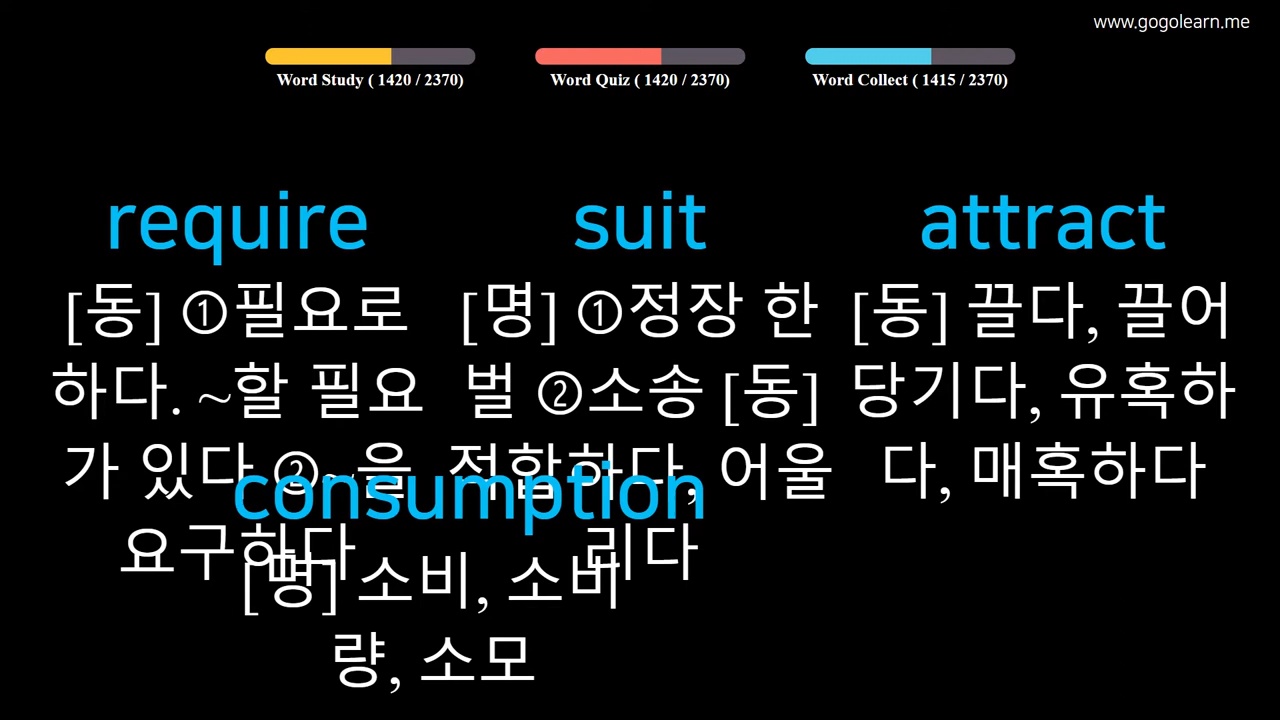 www.gogolearn.me
Word Study ( 1420 / 2370)
Word Quiz ( 1420 / 2370)
Word Collect ( 1415 / 2370)
require
[동] ①필요로
하다. ~할 필요
가 있다 ②~을
요구하다
suit
[명] ①정장 한
벌 ②소송 [동]
적합하다, 어울
리다
attract
[동] 끌다, 끌어
당기다, 유혹하
다, 매혹하다
consumption
[명] 소비, 소비
량, 소모